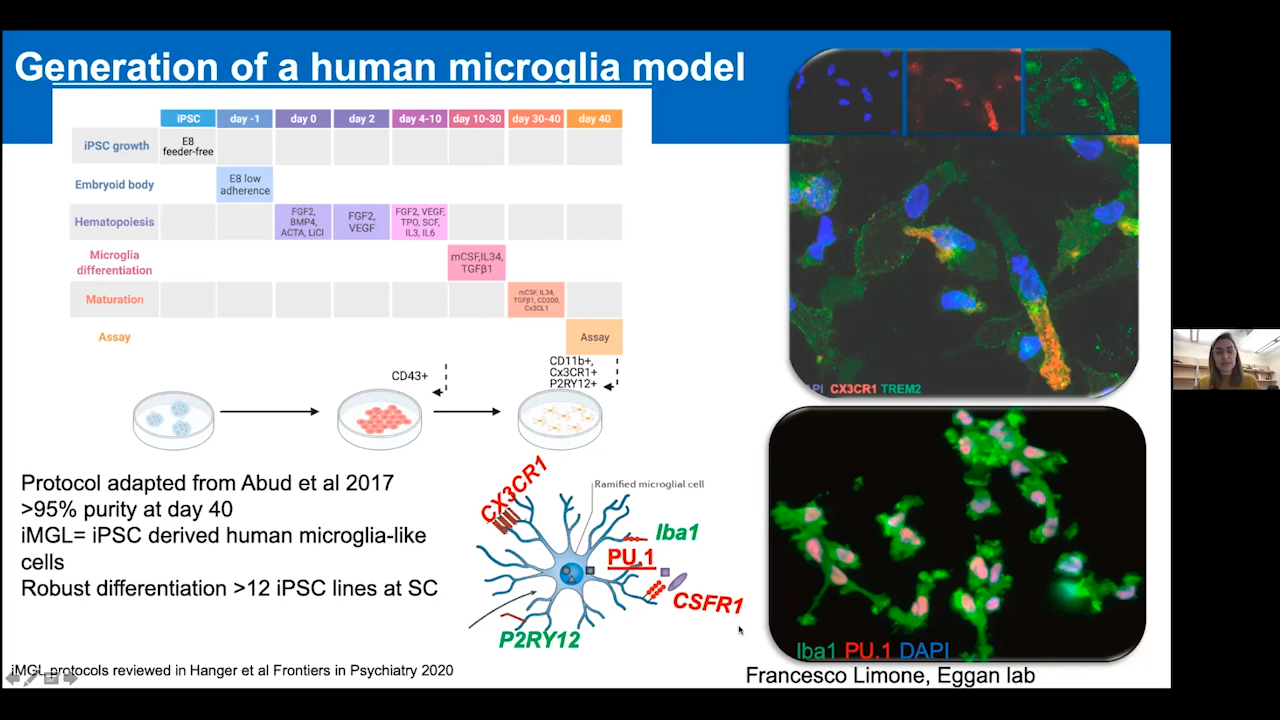 Generation of a human microglia model
iPSC day -1 day 0 day 2 day 4-10 day 10-30 day 30-40 day 40
iPSC growth
E8
feeder-free
Embryoid body
E8 low
adherence
Hematopoiesis
FGF2,
BMP4,
ACTA, LiCl
FGF2,
VEGF
FGF2, VEGF,
TPO, SCF,
IL3, IL6
Microglia
differentiation
mCSF,IL34,
TGFβ1
Maturation
mCSF, IL34,
TGFβ1, CD200,
Cx3CL1
Assay
Assay
CD43+
CD11b+,
Cx3CR1+
P2RY12+
Protocol adapted from Abud et al 2017
>95% purity at day 40
iMGL= iPSC derived human microglia-like
cells
Robust differentiation >12 iPSC lines at SC
CX3CR1
Ramified microglial cell
Iba1
PU.1
CSFR1
P2RY12
iMGL protocols reviewed in Hanger et al Frontiers in Psychiatry 2020
CX3CR1 TREM2
Iba1 PU.1 DAPI
Francesco Limone, Eggan lab